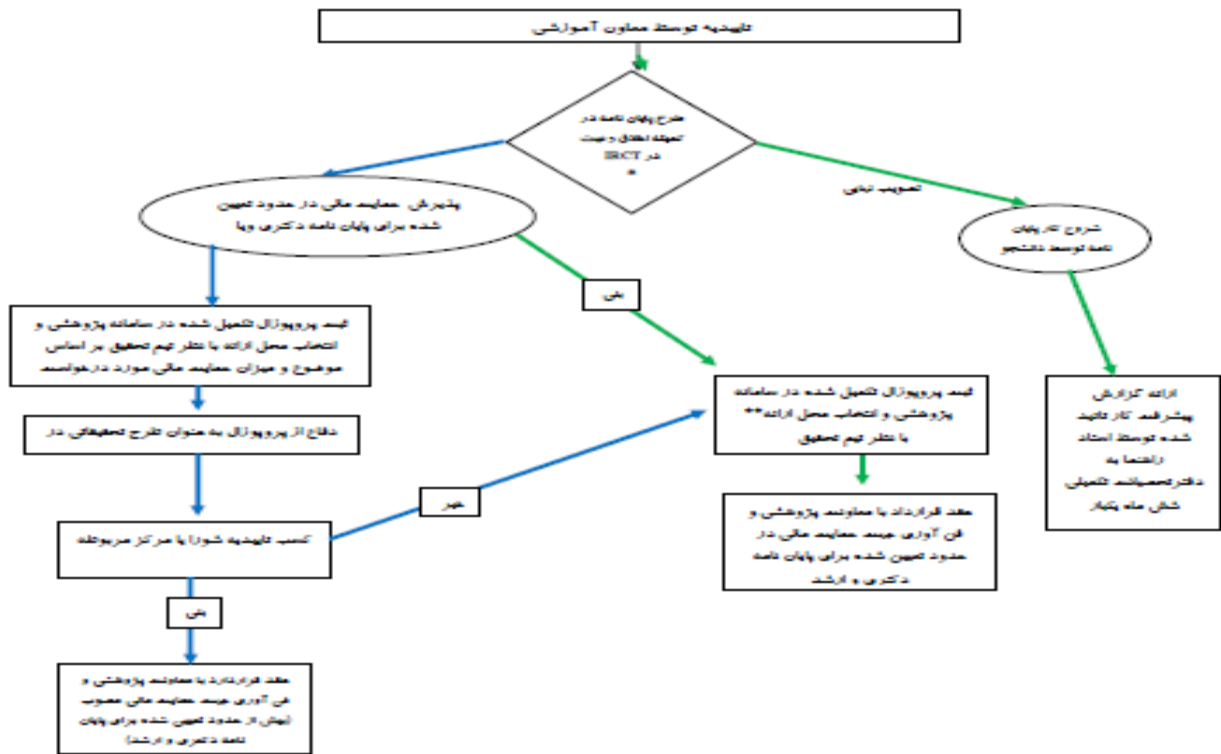 تاییدیه توسط معاون آموزشی
طرح پایان نامه در
کمیته اخلاق و ثبت
در IRCT
*
تصویب نهایی
پذیرش حمایت مالی در حدود تعیین
شده برای پایان نامه دکتری ویا
شروع کار پایان
نامه توسط دانشجو
بلی
ثبت پروپوزال تکمیل شده در سامانه پژوهشی و
انتخاب محل ارائه با نظر تیم تحقیق بر اساس
موضوع و میزان حمایت مالی مورد درخواست
ثبت پروپوزال تکمیل شده در سامانه
پژوهشی و انتخاب محل ارائه**
با نظر تیم تحقیق
ارائه گزارش
پیشرفت کار تائید
شده توسط استاد
راهنما به
دفترتحصیلات تکمیلی
شش ماه یکبار
دفاع از پروپوزال به عنوان طرح تحقیقاتی در
خیر
کسب تاییدیه شورا یا مرکز مربوطه
عقد قرارداد با معاونت پژوهشی و
فن آوری جهت حمایت مالی در
حدود تعیین شده برای پایان نامه
دکتری و ارشد
بلی
عقد قراردارد با معاونت پژوهشی و
فن آوری جهت حمایت مالی مصوب
(بیش از حدود تعیین شده برای پایان
نامه دکتری و ارشد)